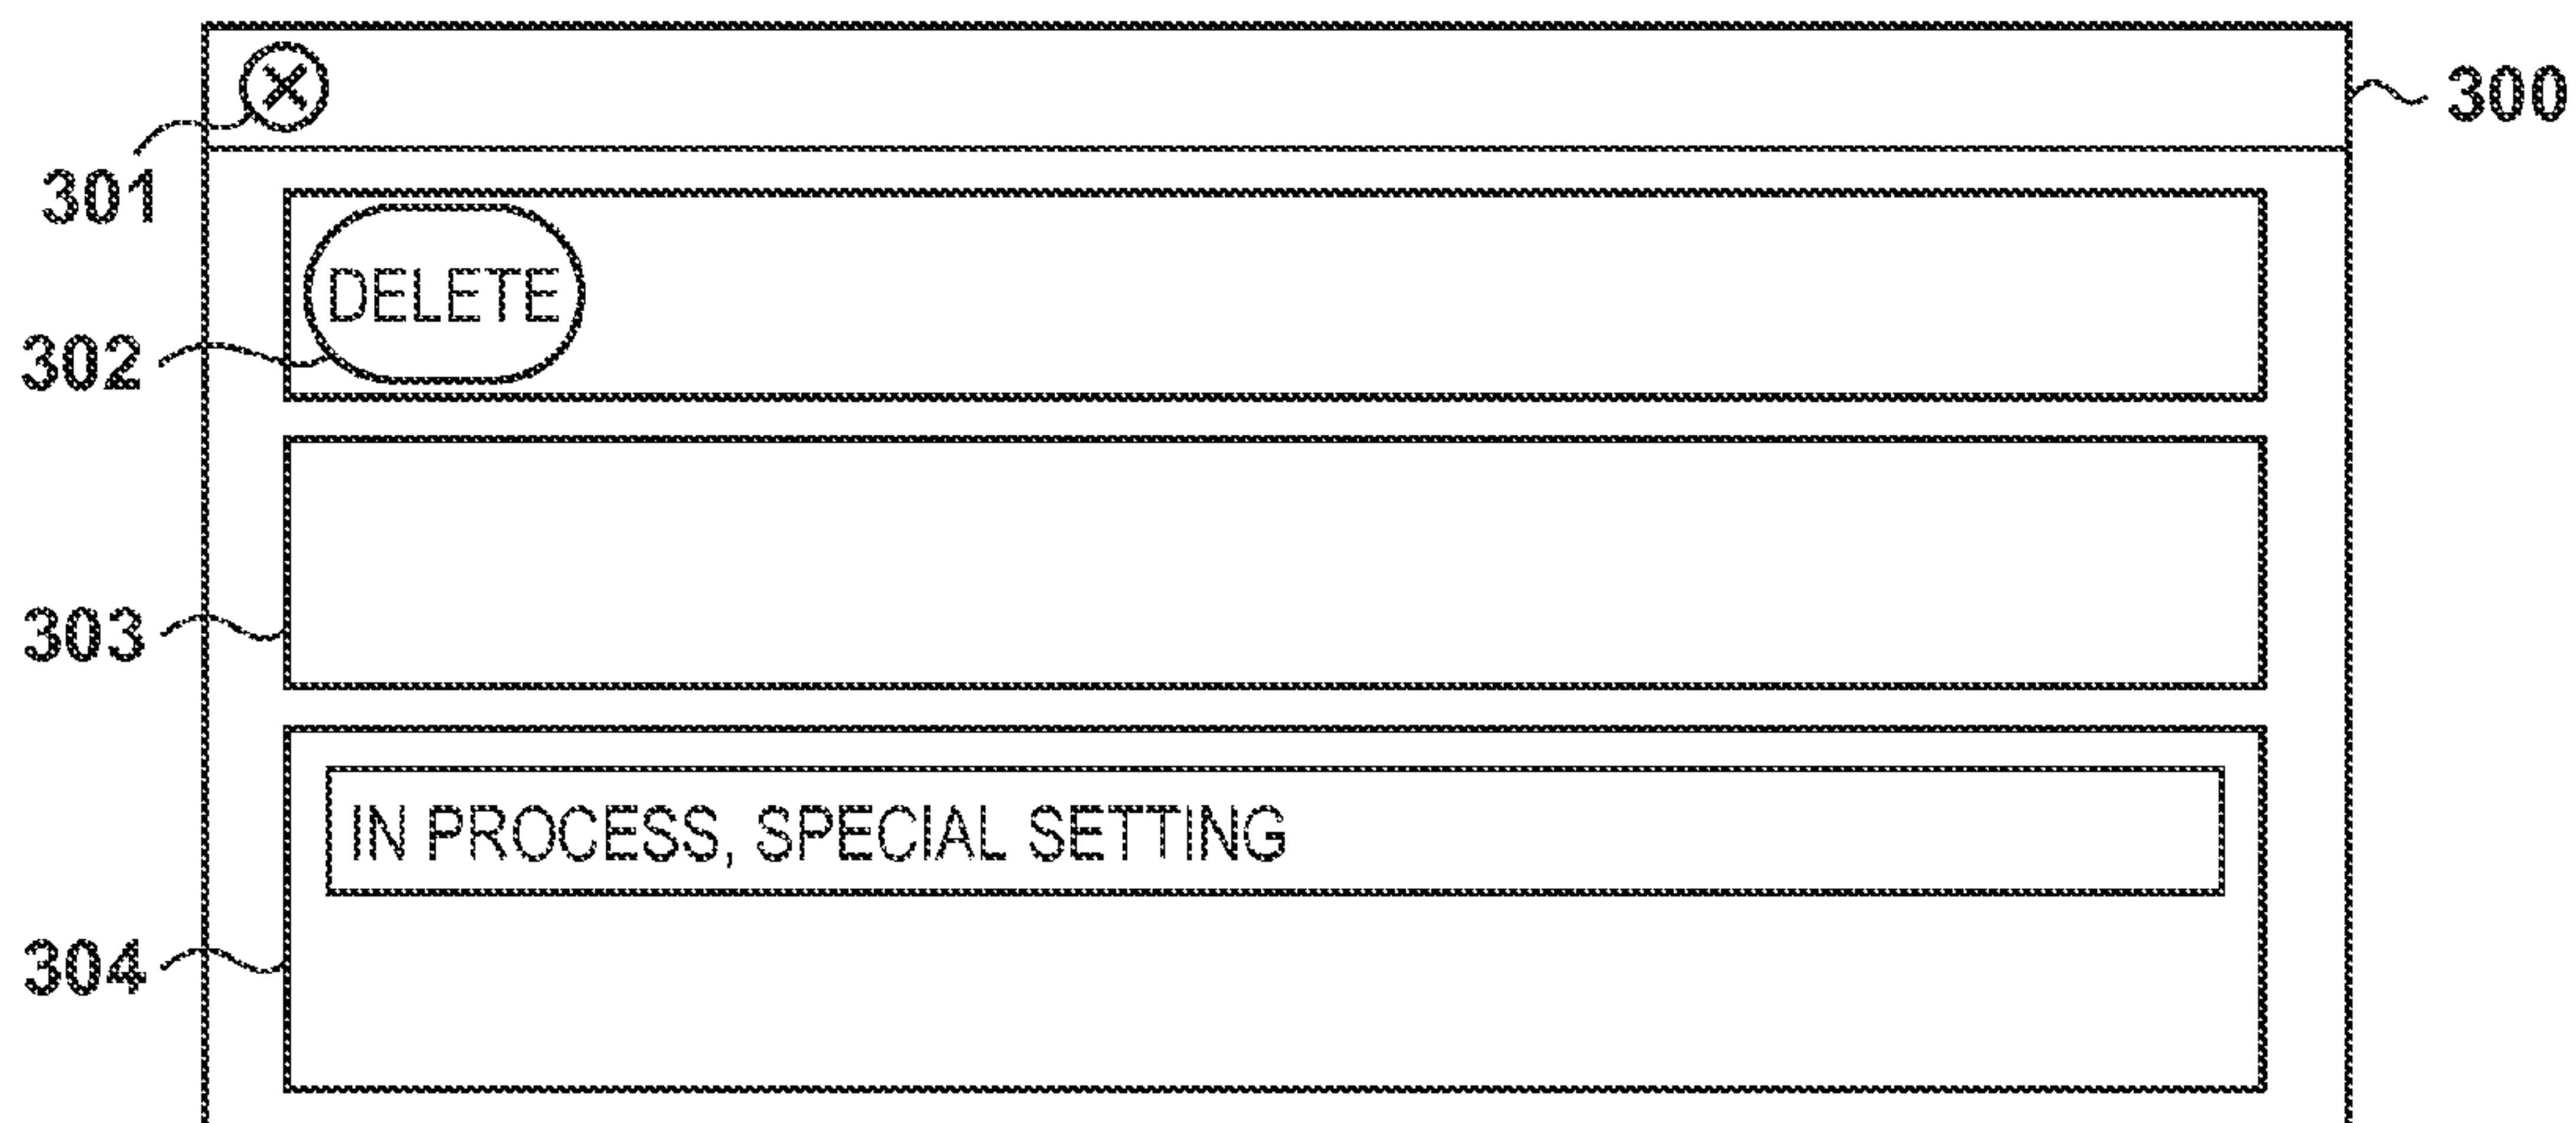 300
301
DELETE
302
303
IN PROCESS, SPECIAL SETTING
304